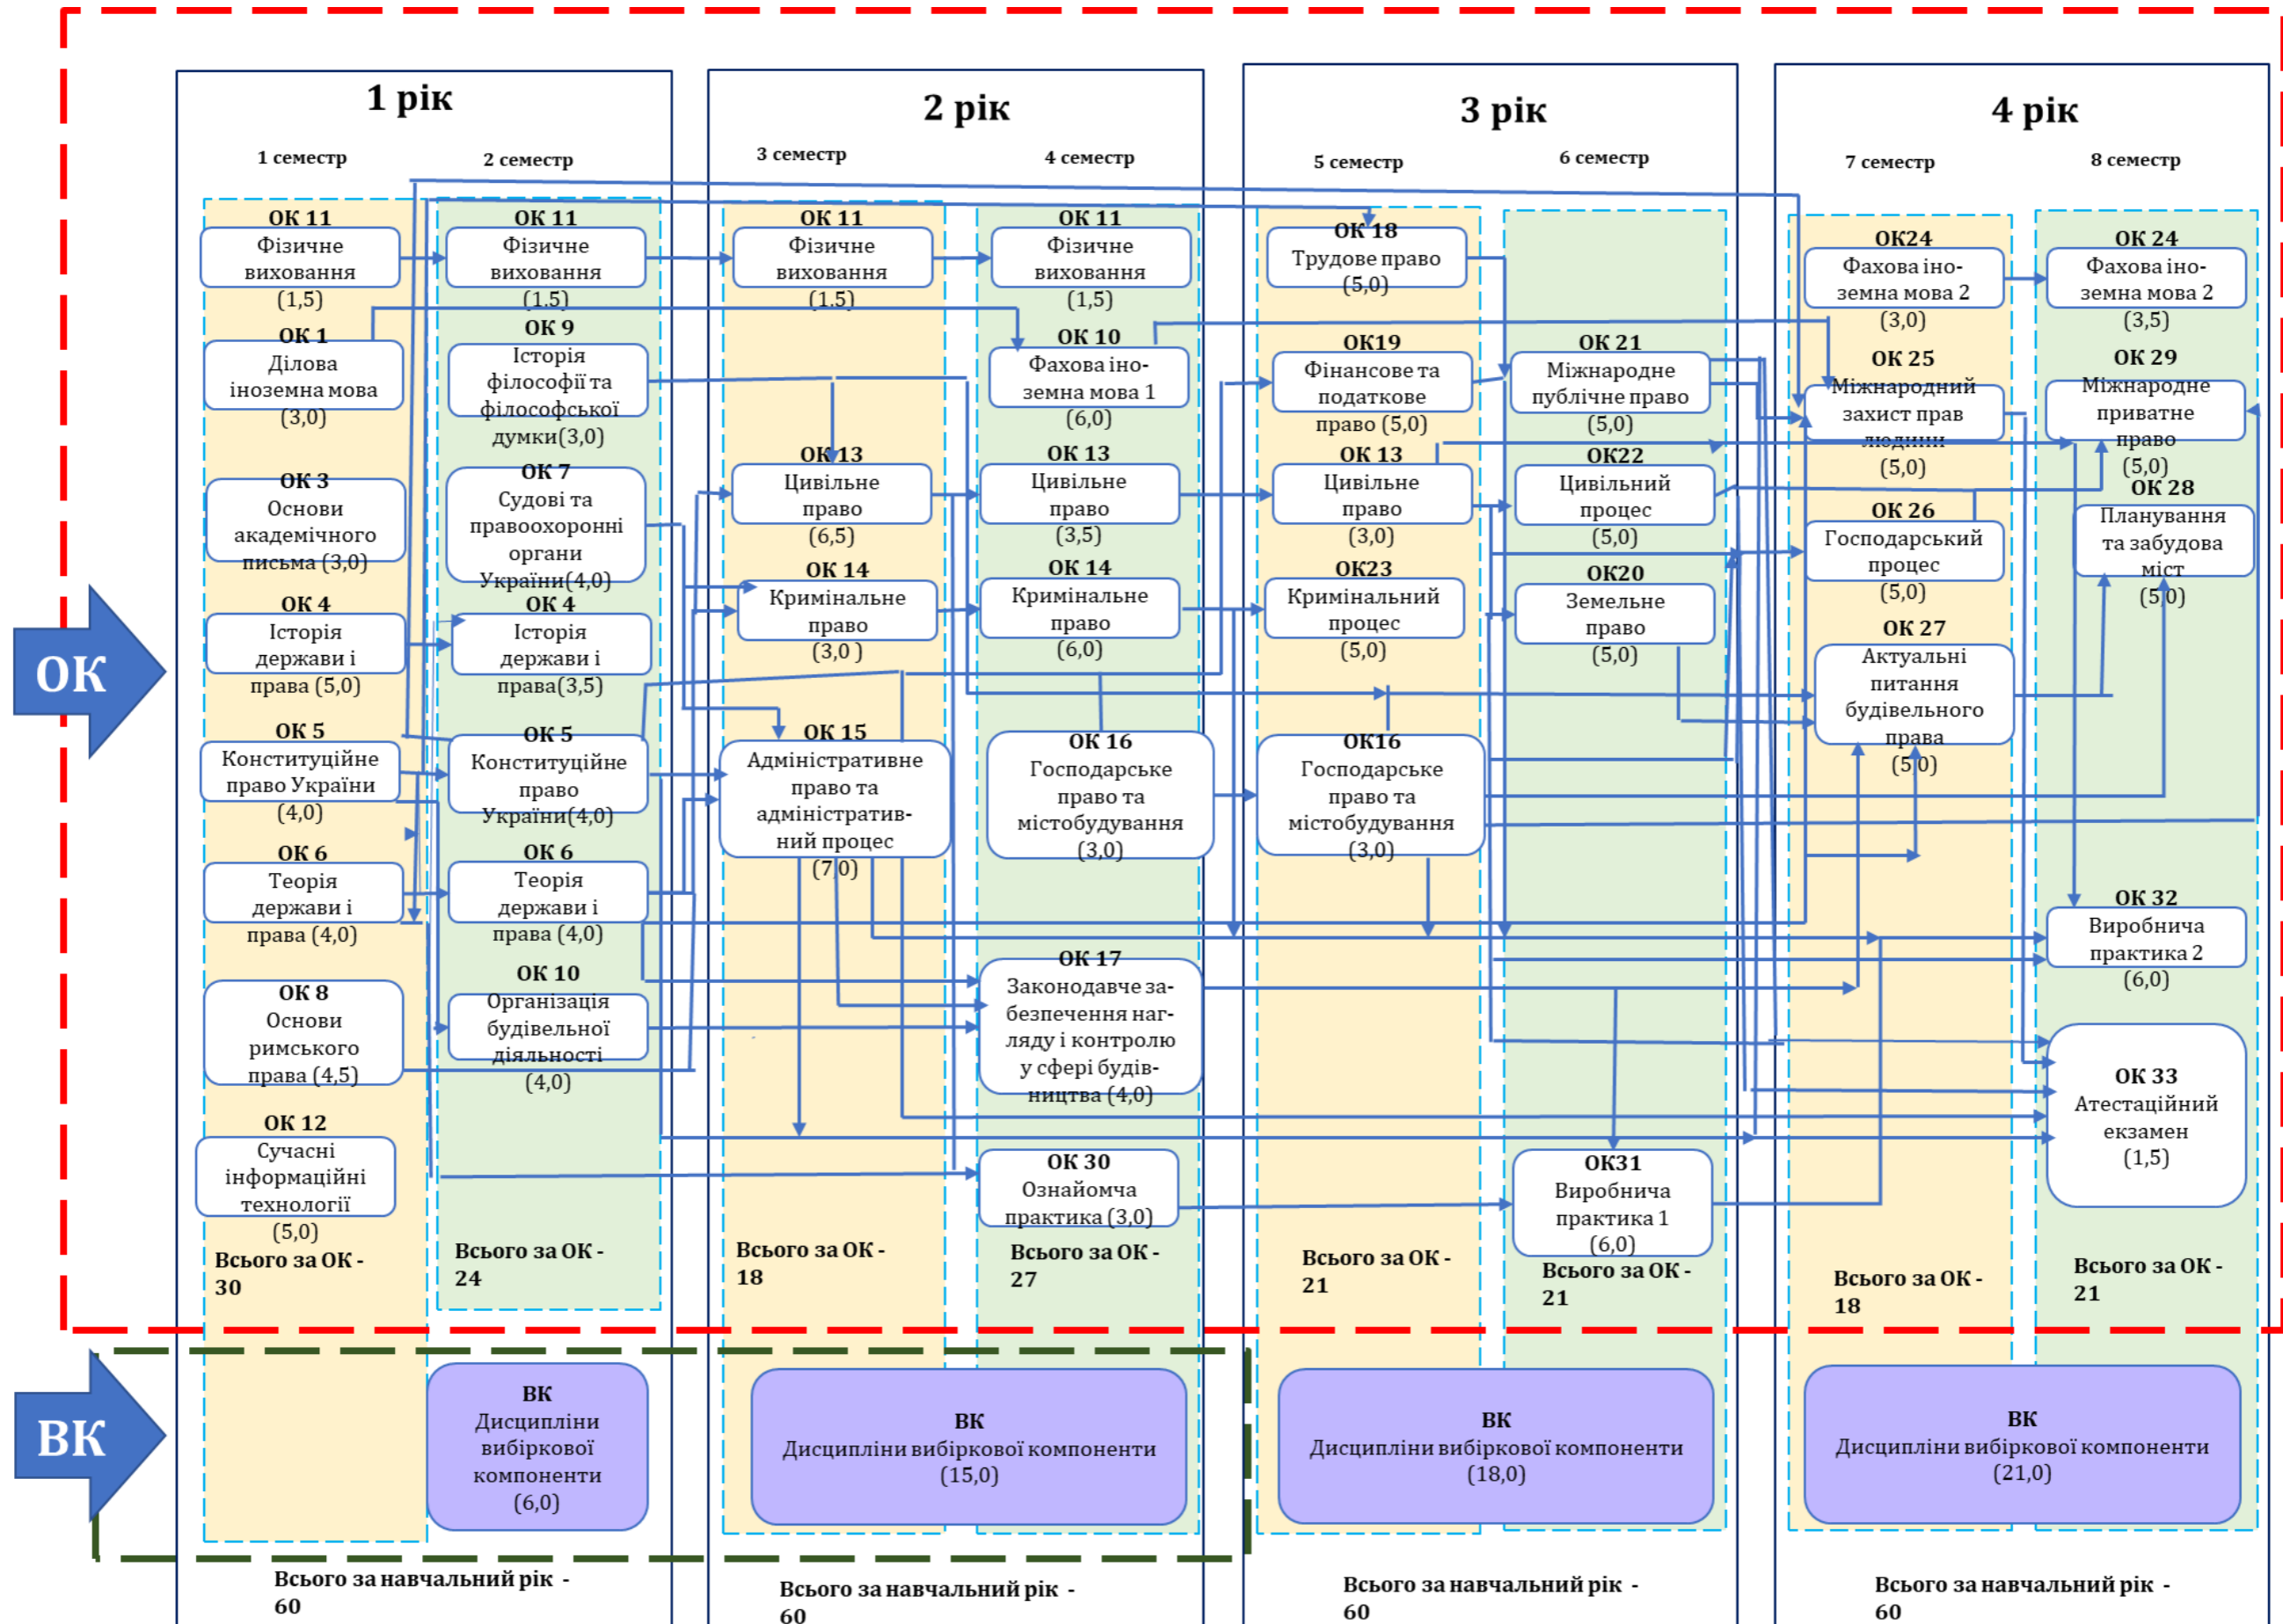 1 рік
1 семестр
2 семестр
ОК 11
Фізичне
виховання
(1,5)
ОК 1
Ділова
іноземна мова
(3,0)
ОК 3
Основи
академічного
письма (3,0)
ОК 4
Історія
держави і
права (5,0)
ОК 5
Конституційне
право України
(4,0)
ОК 6
Теорія
держави і
права (4,0)
ОК 8
Основи
римського
права (4,5)
ОК 12
Сучасні
інформаційні
технології
(5,0)
Всього за ОК -
30
ОК 11
Фізичне
виховання
(1,5)
ОК 9
Історія
філософії та
філософської
думки(3,0)
ОК 7
Судові та
правоохоронні
органи
України(4,0)
ОК 4
Історія
держави і
права(3,5)
ОК 5
Конституційне
право
України(4,0)
ОК 6
Теорія
держави і
права (4,0)
ОК 10
Організація
будівельної
діяльності
(4,0)
Всього за ОК -
24
2 рік
3 семестр
4 семестр
ОК 11
Фізичне
виховання
(1,5)
ОК 13
Цивільне
право
(6,5)
ОК 14
Кримінальне
право
(3,0 )
ОК 15
Адміністративне
право та
адміністратив-
ний процес
(7,0)
Всього за ОК -
18
ОК 11
Фізичне
виховання
(1,5)
ОК 10
Фахова іно-
земна мова 1
(6,0)
ОК 13
Цивільне
право
(3,5)
ОК 14
Кримінальне
право
(6,0)
ОК 16
Господарське
право та
містобудування
(3,0)
ОК 17
Законодавче за-
безпечення наг-
ляду і контролю
у сфері будів-
ництва (4,0)
ОК 30
Ознайомча
практика (3,0)
Всього за ОК -
27
3 рік
5 семестр
6 семестр
ОК 18
Трудове право
(5,0)
ОК19
Фінансове та
податкове
право (5,0)
ОК 13
Цивільне
право
(3,0)
ОК23
Кримінальний
процес
(5,0)
ОК16
Господарське
право та
містобудування
(3,0)
Всього за ОК -
21
ОК 21
Міжнародне
публічне право
(5,0)
ОК22
Цивільний
процес
(5,0)
ОК20
Земельне
право
(5,0)
ОК31
Виробнича
практика 1
(6,0)
Всього за ОК -
21
4 рік
7 семестр
8 семестр
ОК24
Фахова іно-
земна мова 2
(3,0)
ОК 25
Міжнародний
захист прав
людини
(5,0)
ОК 26
Господарський
процес
(5,0)
ОК 27
Актуальні
питання
будівельного
права
(5,0)
Всього за ОК -
18
ОК 24
Фахова іно-
земна мова 2
(3,5)
ОК 29
Міжнародне
приватне
право
(5,0)
ОК 28
Планування
та забудова
міст
(5,0)
ОК 32
Виробнича
практика 2
(6,0)
ОК 33
Атестаційний
екзамен
(1,5)
Всього за ОК -
21
ОК
ВК
ВК
Дисципліни
вибіркової
компоненти
(6,0)
ВК
Дисципліни вибіркової компоненти
(15,0)
ВК
Дисципліни вибіркової компоненти
(18,0)
ВК
Дисципліни вибіркової компоненти
(21,0)
Всього за навчальний рік -
60
Всього за навчальний рік -
60
Всього за навчальний рік -
60
Всього за навчальний рік -
60